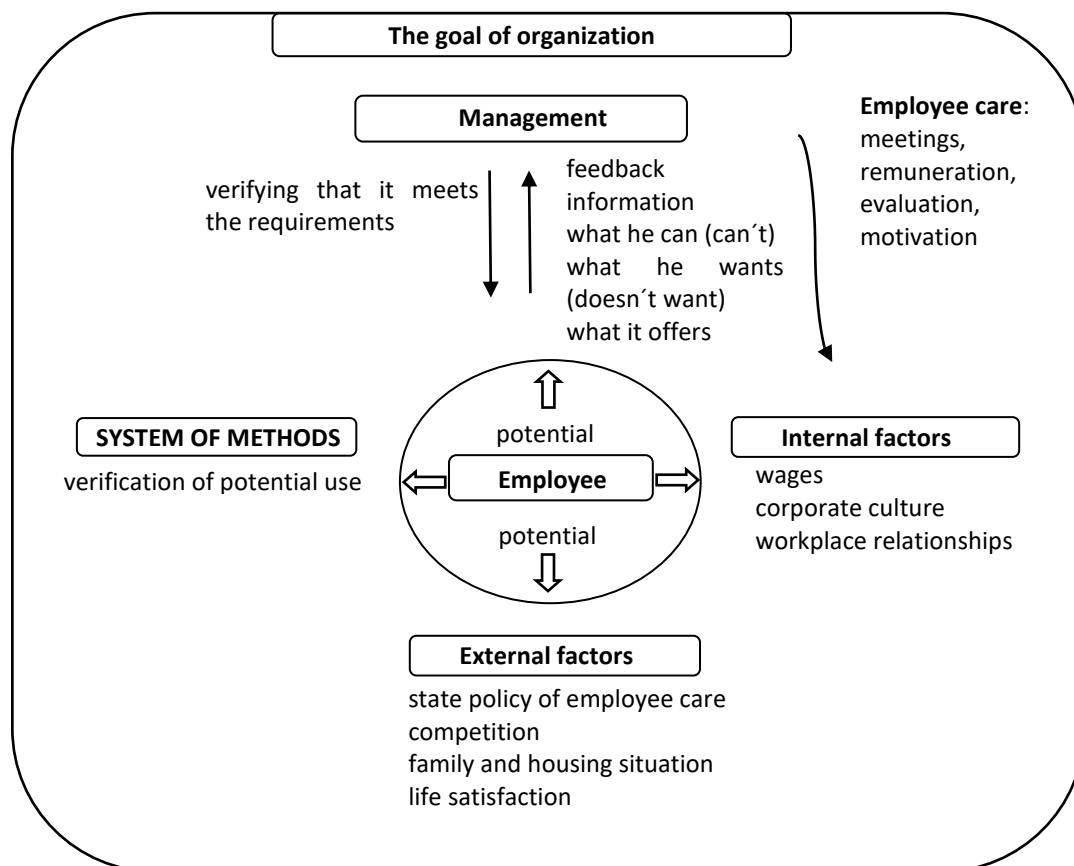 The goal of organization
Management
Employee care:
meetings,
remuneration,
evaluation,
motivation
verifying that it meets
the requirements
feedback
information
what he can (can´t)
what he wants
(doesn´t want)
what it offers
SYSTEM OF METHODS
verification of potential use
potential
Employee
potential
Internal factors
wages
corporate culture
workplace relationships
External factors
state policy of employee care
competition
family and housing situation
life satisfaction